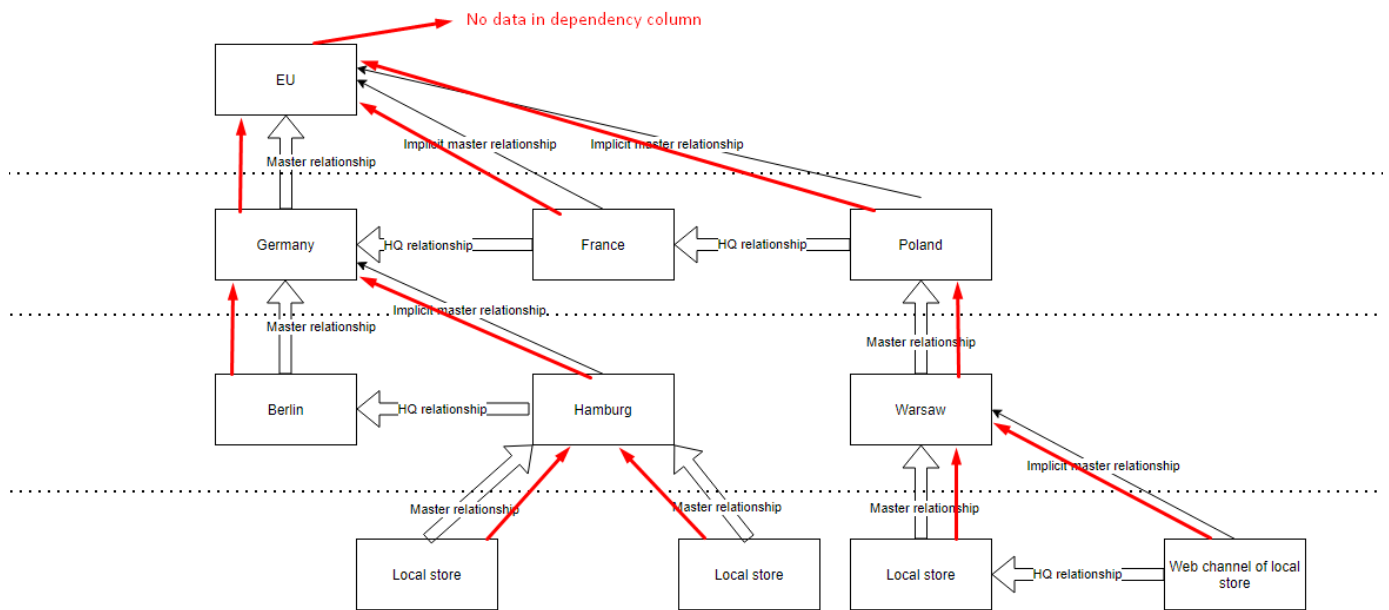 No data in dependency column
EU
Implicit master relationship
Implicit master relationship
Master relationship
Germany
HQ relationship
France
HQ relationship
Poland
Implicit master relationship
Master relationship
Master relationship
Berlin
HQ relationship
Hamburg
Warsaw
Implicit master relationship
Master relationship
Master relationship
Master relationship
Local store
Local store
Local store
HQ relationship
Web channel of local
store